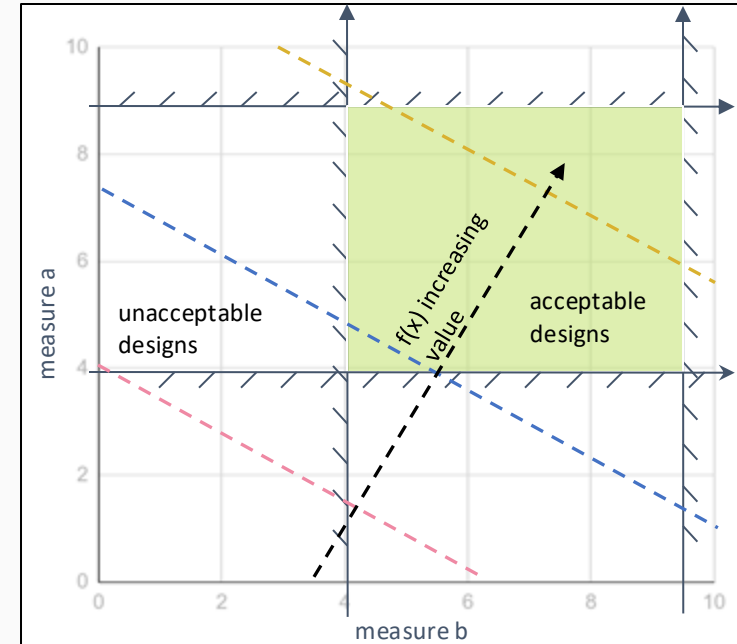 10
8
6
4
2
0
measure a
unacceptable
designs
f(x) increasing
value
acceptable
designs
0
2
4
6
8
10
measure b